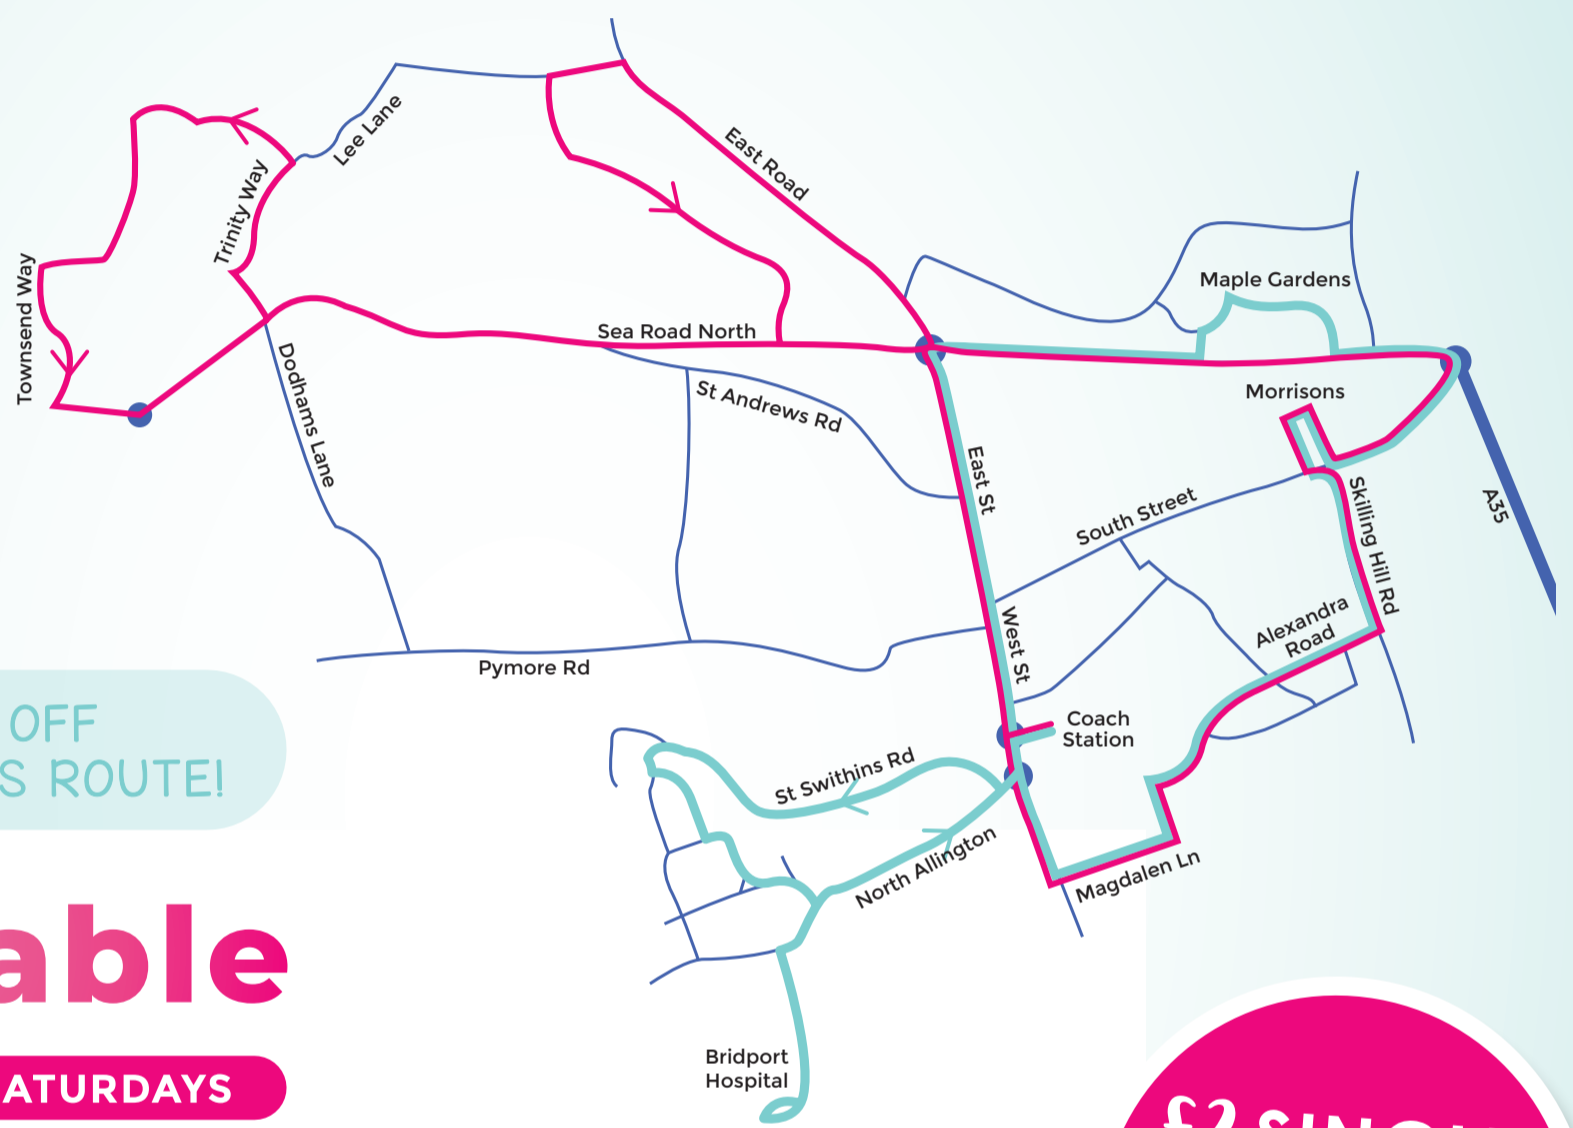 Lee Lane
East Road
Trinity Way
Townsend Way
Maple Gardens
Sea Road North
Dodhams Lane
St Andrews Rd
Morrisons
East St
South Street
Skilling Hill Rd
A35
West St
Alexandra
Road
Pymore Rd
OFF
S ROUTE!
Coach
Station
St Swithins Rd
North Allington
Magdalen Ln
able
ATURDAYS
Bridport
Hospital
£2